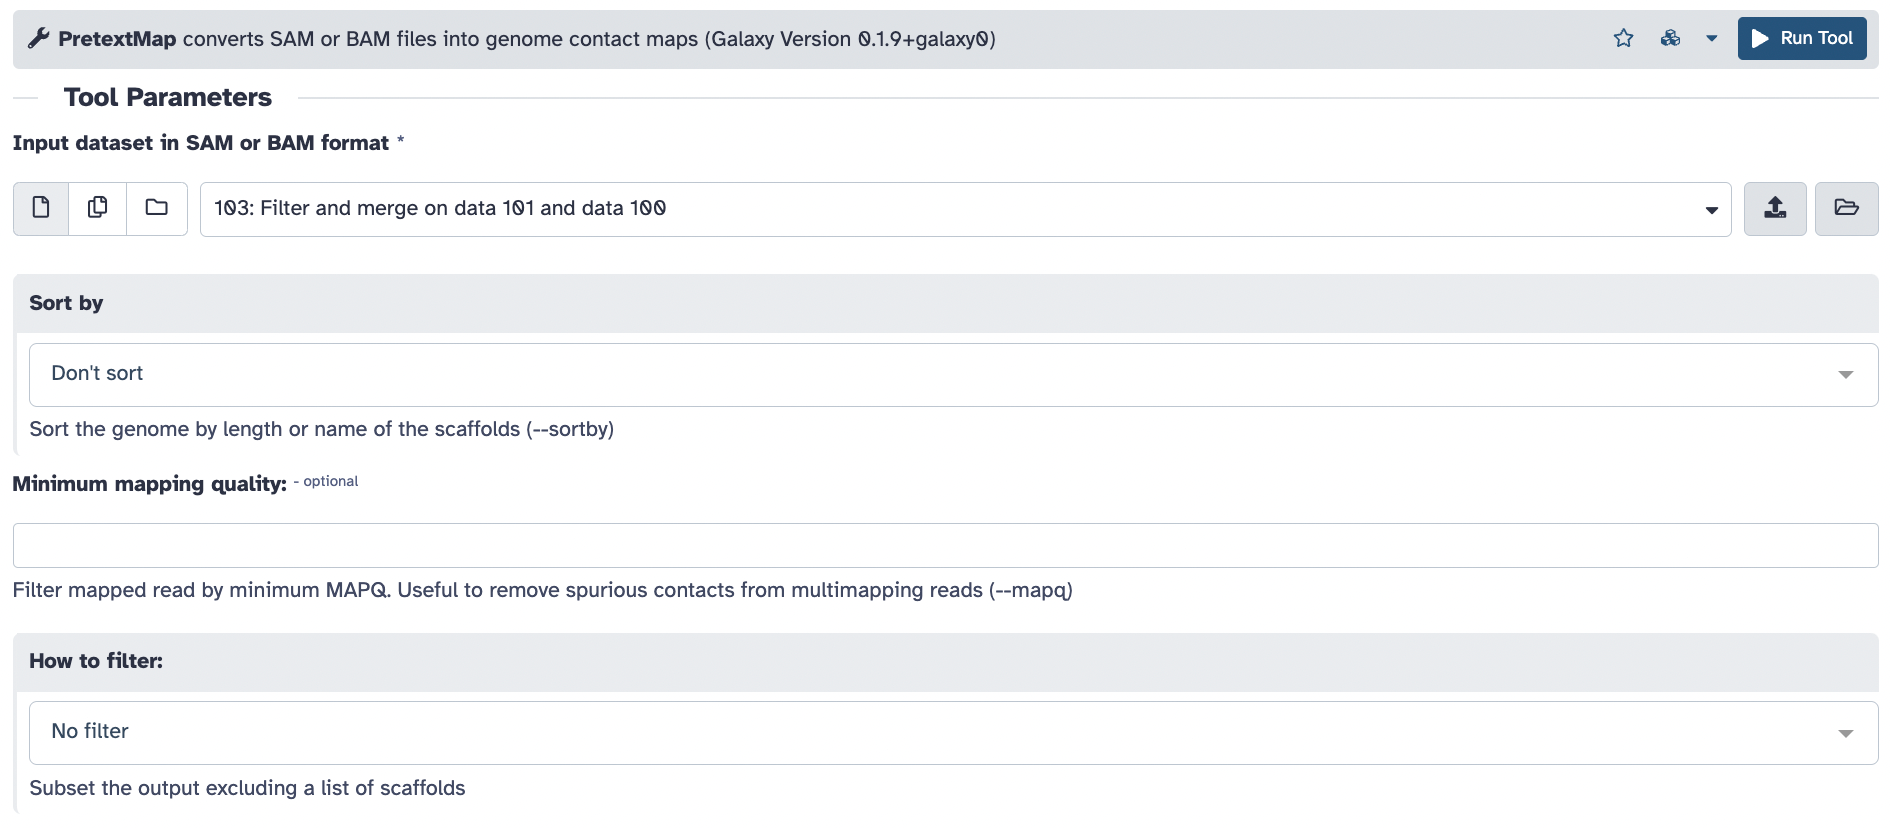 PretextMap converts SAM or BAM files into genome contact maps (Galaxy Version 0.1.9+galaxy0)
Run Tool
Tool Parameters
Input dataset in SAM or BAM format *
103: Filter and merge on data 101 and data 100
Sort by
Don't sort
Sort the genome by length or name of the scaffolds (--sortby)
Minimum mapping quality: - optional
Filter mapped read by minimum MAPQ. Useful to remove spurious contacts from multimapping reads (--mapq)
How to filter:
No filter
Subset the output excluding a list of scaffolds